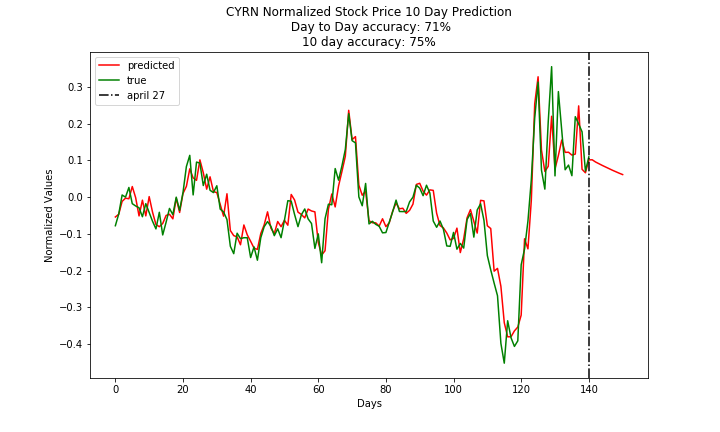 CYRN Normalized Stock Price 10 Day Prediction
Day to Day accuracy: 71%
10 day accuracy: 75%
predicted
true
april 27
Normalized Values
0.3
0.2
0.1
0.0
−0.1
−0.2
−0.3
−0.4
0 20 40 60 80 100 120 140
Days